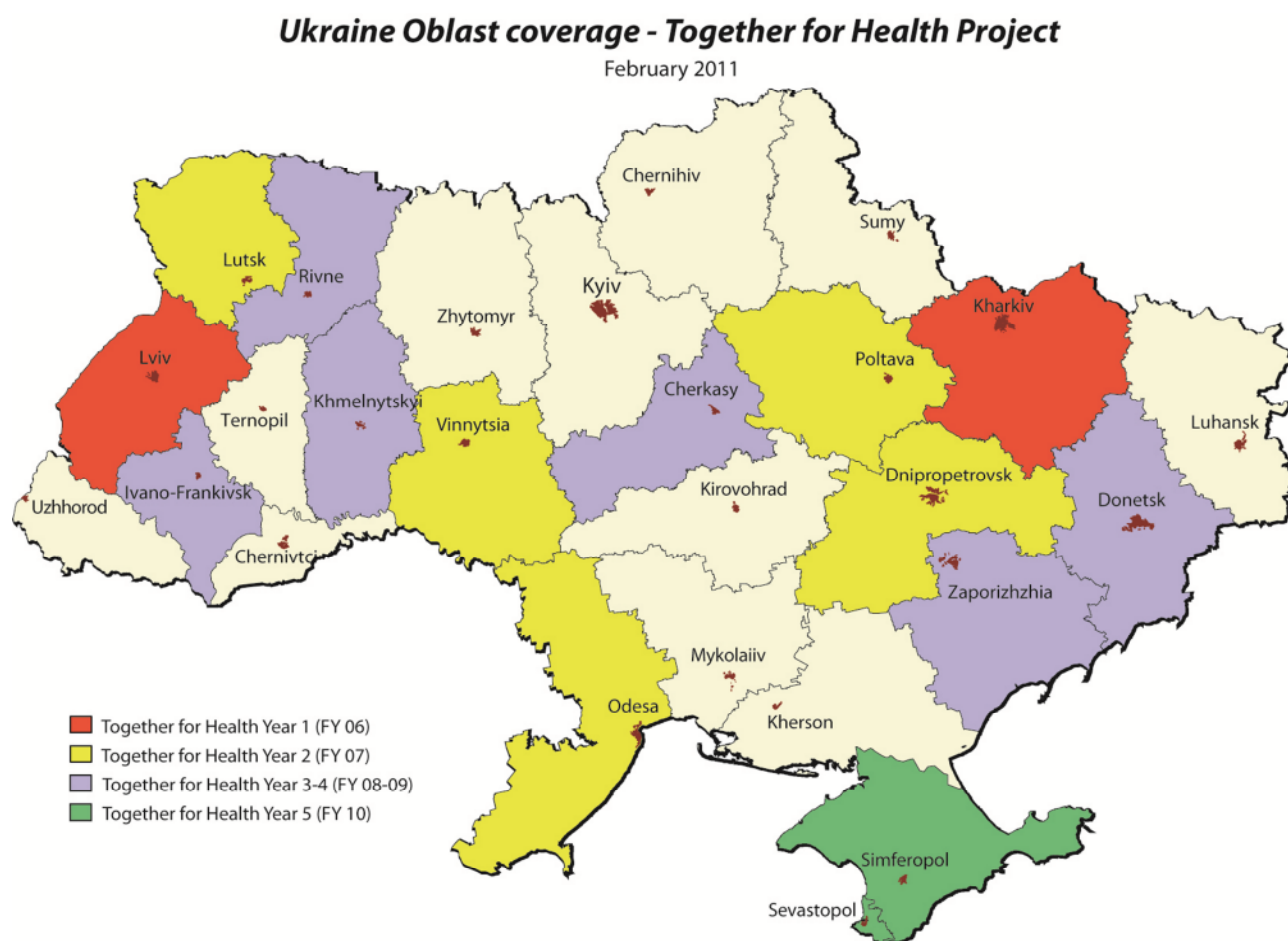 Ukraine Oblast coverage - Together for Health Project
February 2011
Chernihiv
Sumy
Lutsk
Rivne
Kyiv
Kharkiv
Zhytomyr
Lviv
Poltava
Cherkasy
Khmelnytskyi
Ternopil
Vinnytsia
Luhansk
Dnipropetrovsk
Kirovohrad
Ivano-Frankivsk
Donetsk
Uzhhorod
Chernivtci
Zaporizhzhia
Mykolaiiv
Odesa
Kherson
Together for Health Year 1 (FY 06)
Together for Health Year 2 (FY 07)
Together for Health Year 3-4 (FY 08-09)
Together for Health Year 5 (FY 10)
Simferopol
Sevastopol